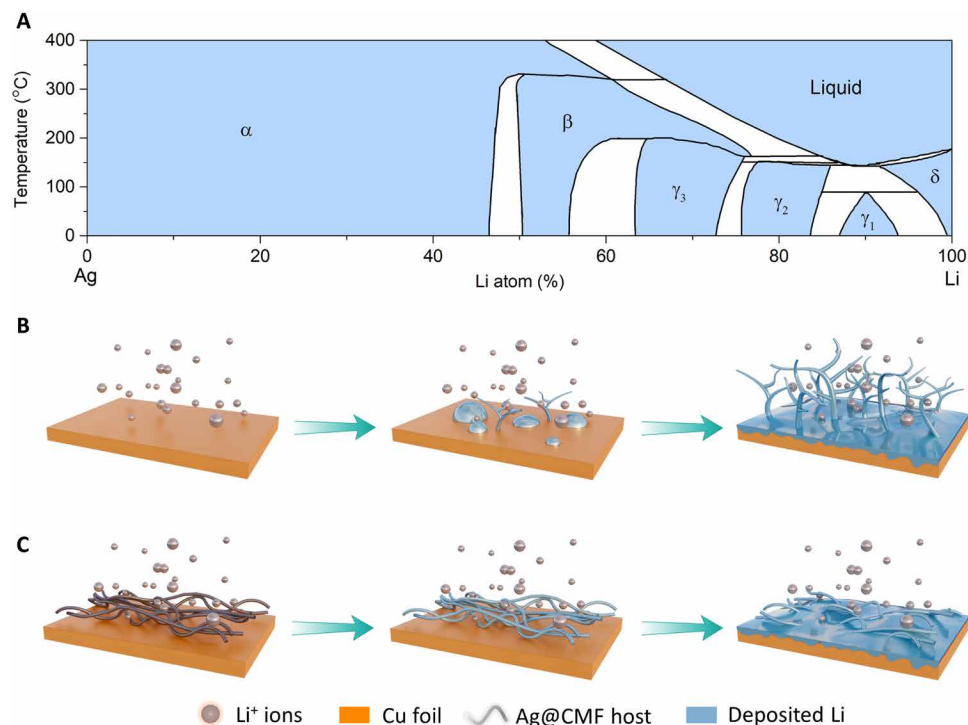 A
Temperature (°C)
400
300
200
100
0
α
β
γ3
γ2
γ1
δ
Liquid
0
20
40
60
80
100
Ag
Li atom (%)
Li
B
C
Li+ ions
Cu foil
Ag@CMF host
Deposited Li